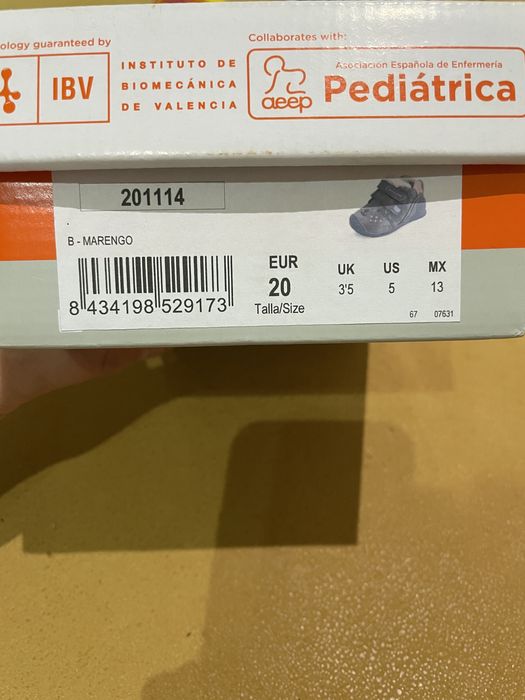 ology guaranteed by
IBV
INSTITUTO DE
BIOMECÁNICA
DE VALENCIA
Collaborates with:
aeep
Asociación Española de Enfermería
Pediátrica
201114
B - MARENGO
8 434198 529173
EUR
20
Talla/Size
UK
3'5
US
5
MX
13
67 07631